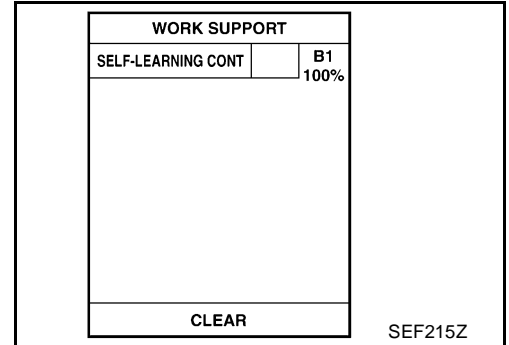 WORK SUPPORT
SELF-LEARNING CONT B1
100%
CLEAR
SEF215Z